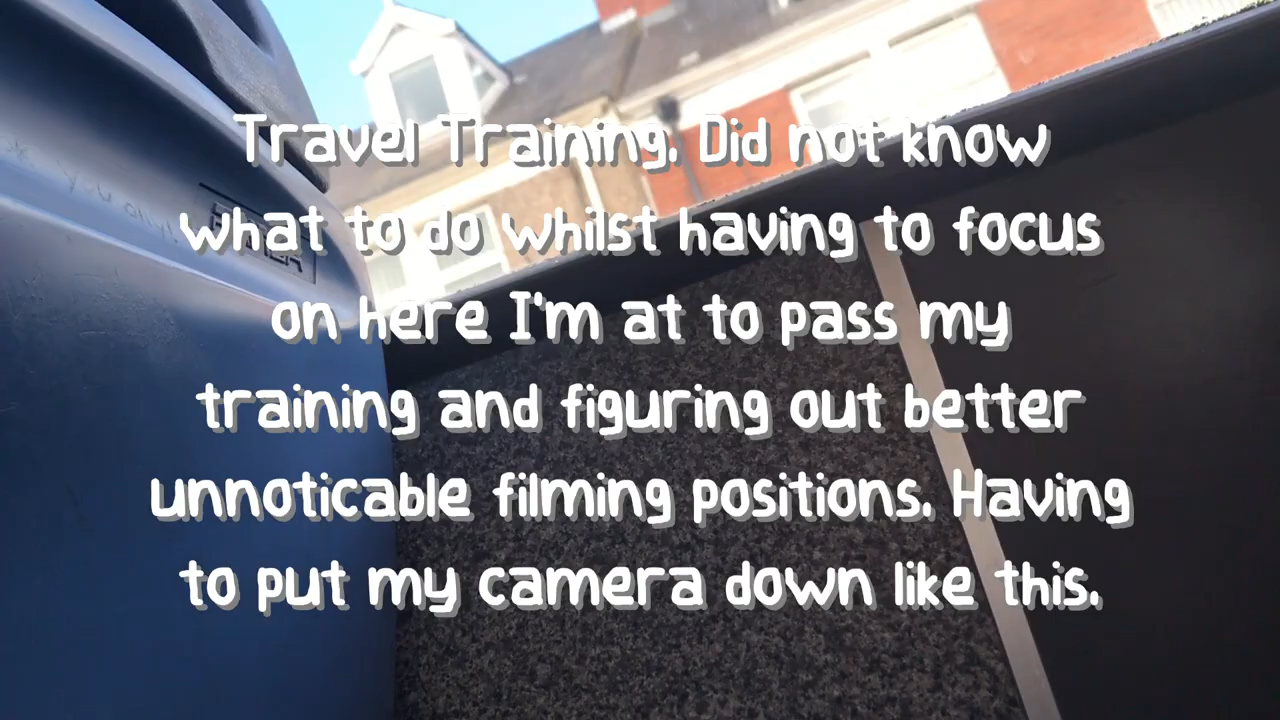 Travel Training. Did not know
what to do whilst having to focus
on here I'm at to pass my
training and figuring out better
unnoticable filming positions. Having
to put my camera down like this.